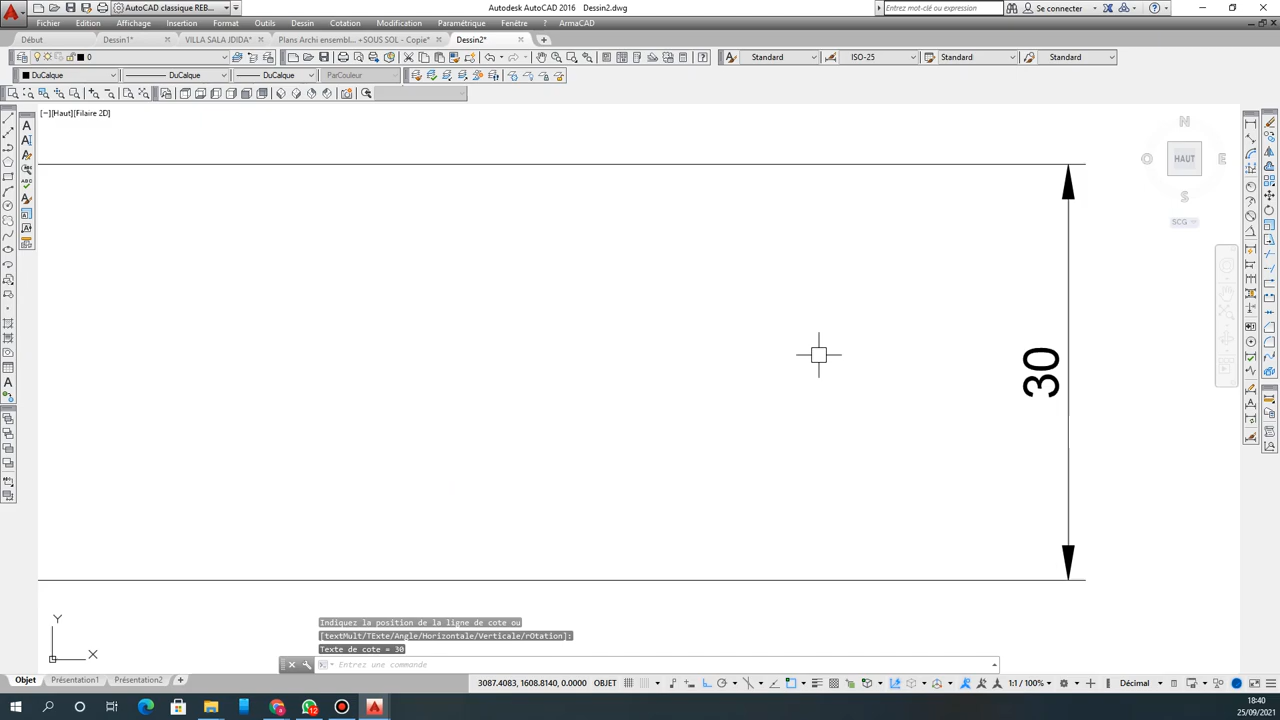 AutoCAD classique REB...
Autodesk AutoCAD 2016 Dessin2.dwg
Entrez mot-clé ou expression
Se connecter
Fichier Edition Affichage Insertion Format Outils Dessin Cotation Modification Paramétrique Fenêtre ? ArmaCAD
Début Dessin1* VILLA SALA JDIDA* Plans Archi ensembl... +SOUS SOL - Copie* Dessin2*
0 Standard ISO-25 Standard Standard
DuCalque DuCalque DuCalque ParCouleur
[−][Haut][Filaire 2D]
N
O HAUT E
S
SCG
30
Y
X
Indiquez la position de la ligne de cote ou
[textMult/TExte/Angle/Horizontale/Verticale/rOtation]:
Texte de cote = 30
Entrez une commande
Objet Présentation1 Présentation2 +
3087.4083, 1608.8140, 0.0000 OBJET 1:1 / 100% Décimal
18:40
25/09/2021